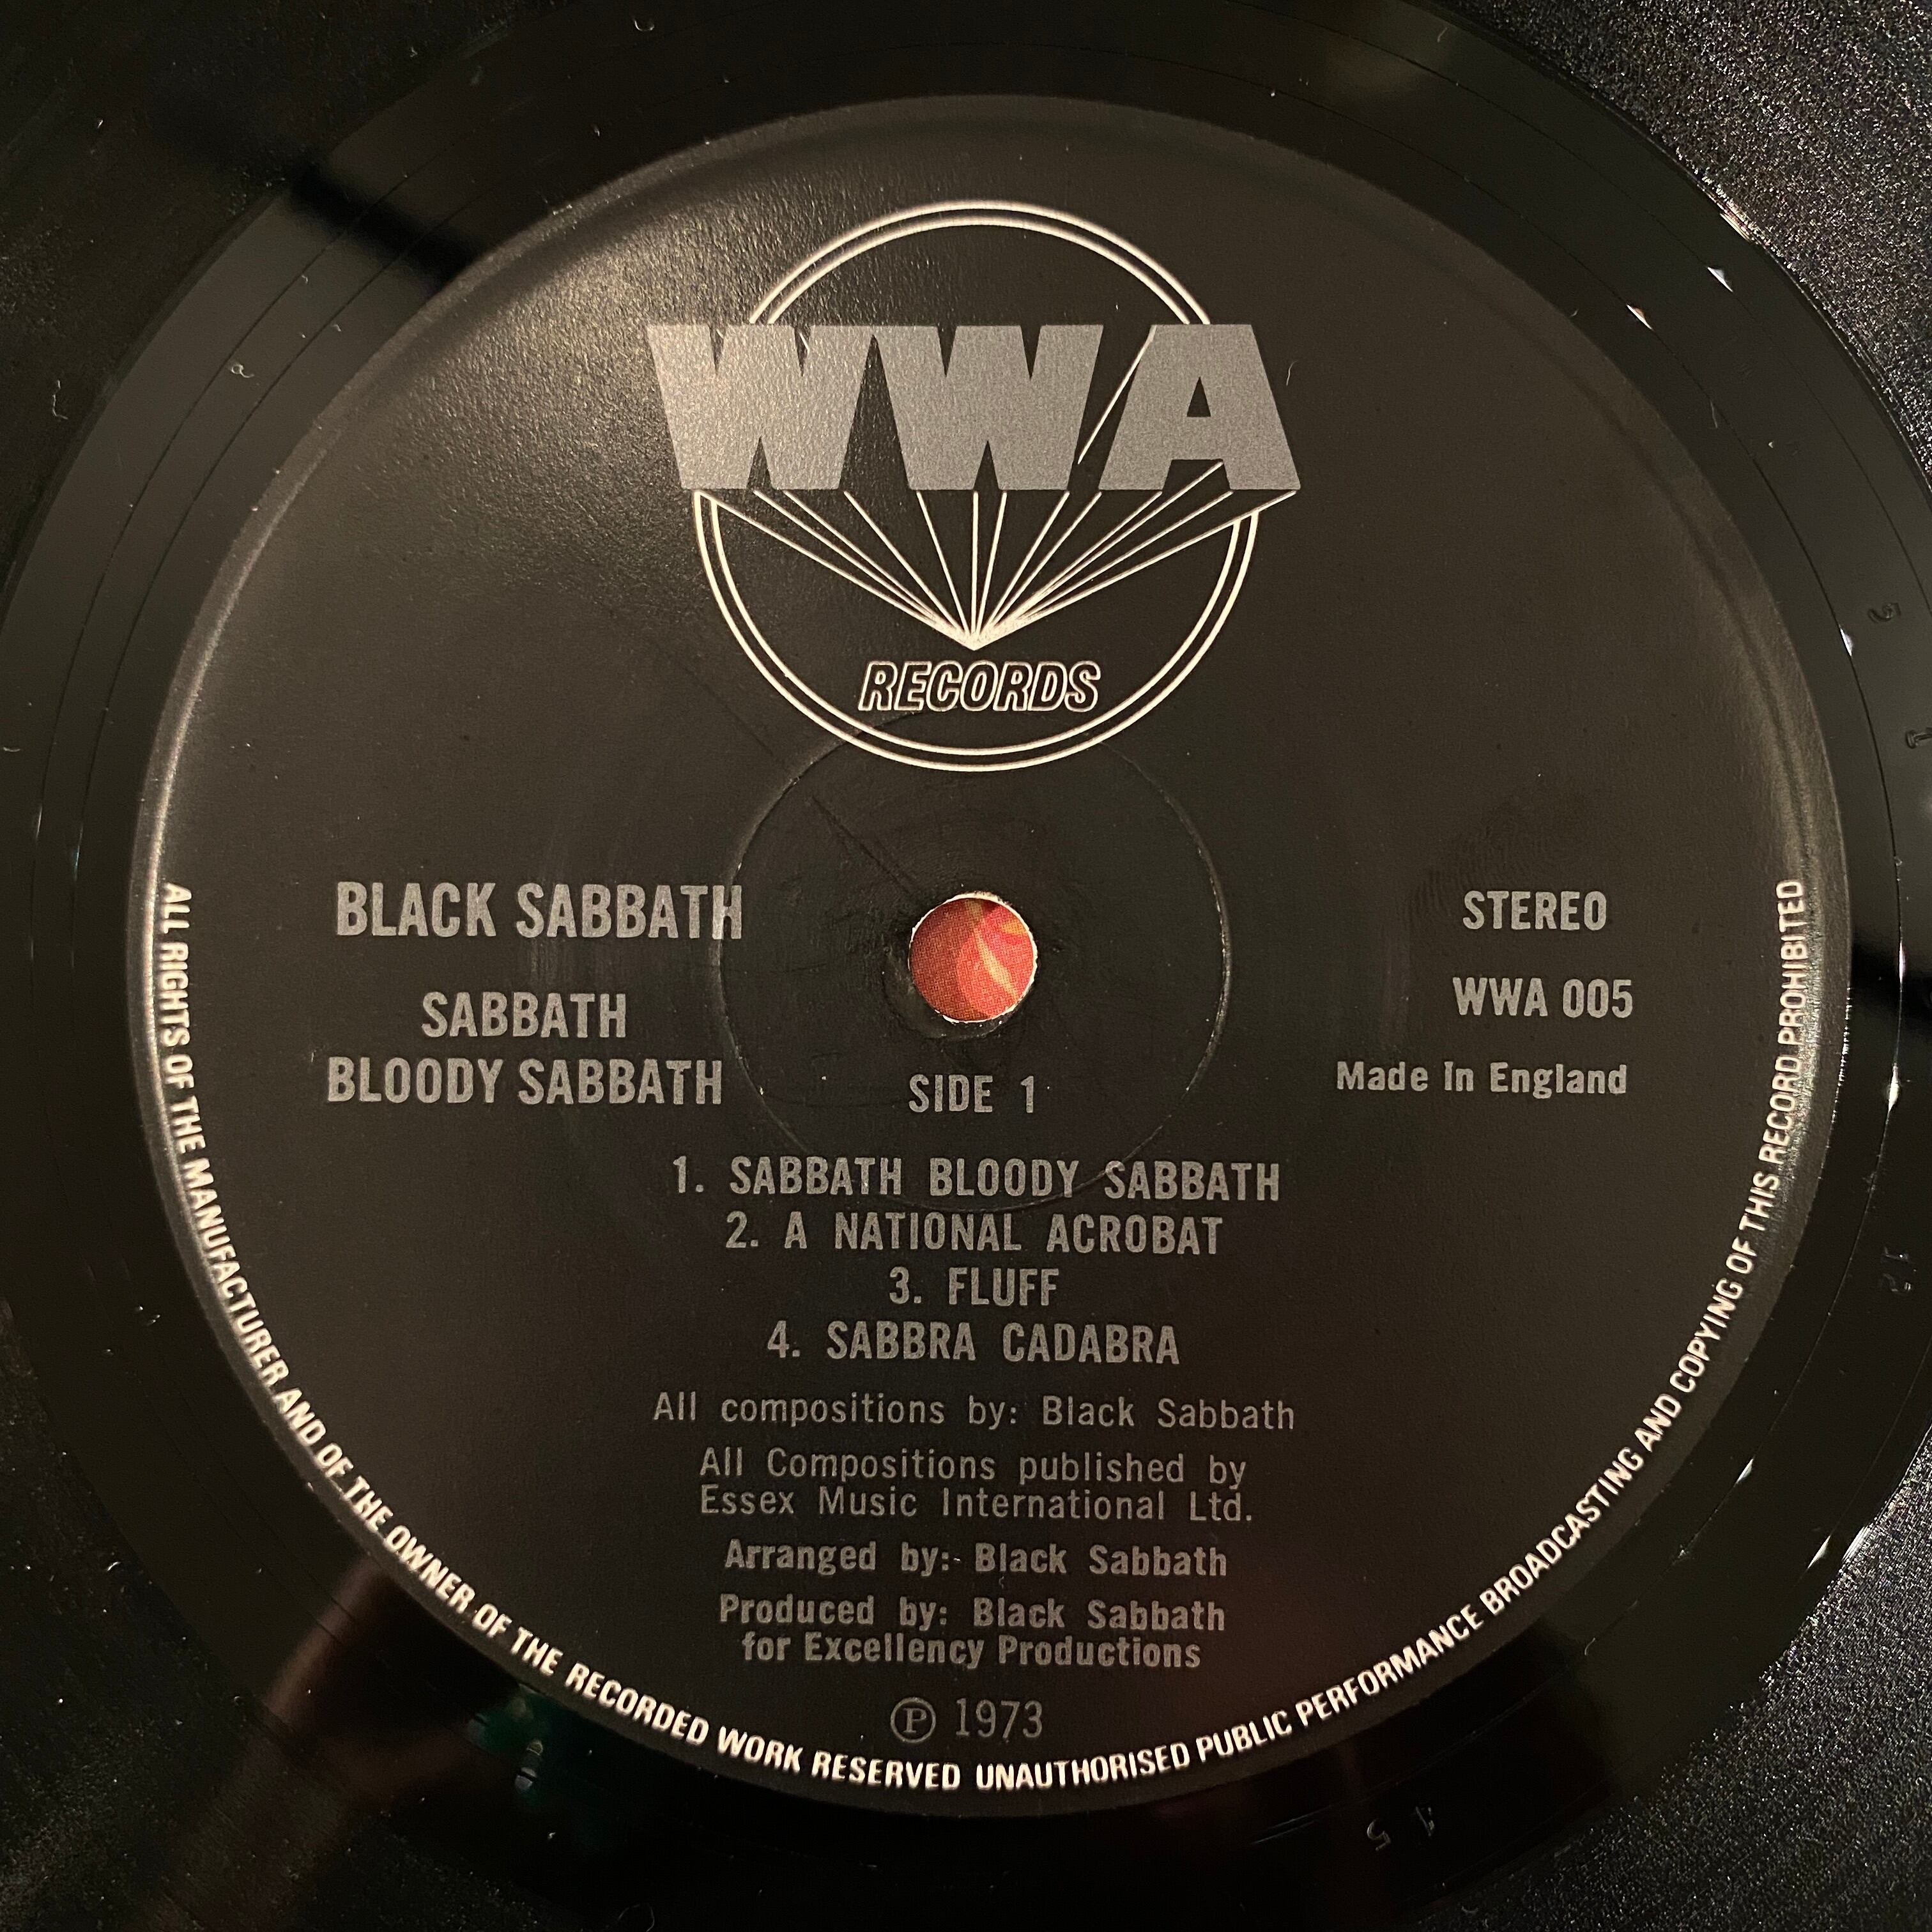 WWA
RECORDS
BLACK SABBATH
SABBATH
BLOODY SABBATH
STEREO
WWA 005
Made In England
SIDE 1
1. SABBATH BLOODY SABBATH
2. A NATIONAL ACROBAT
3. FLUFF
4. SABBRA CADABRA
All compositions by: Black Sabbath
All Compositions published by
Essex Music International Ltd.
Arranged by:- Black Sabbath
Produced by: Black Sabbath
for Excellency Productions
℗ 1973
ALL RIGHTS OF THE MANUFACTURER AND OF THE OWNER OF THE RECORDED WORK RESERVED UNAUTHORISED PUBLIC PERFORMANCE BROADCASTING AND COPYING OF THIS RECORD PROHIBITED